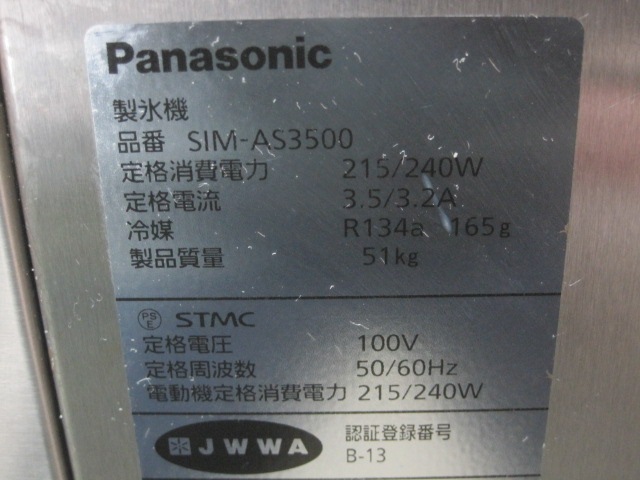 Panasonic
製氷機
品番 SIM-AS3500
定格消費電力 215/240W
定格電流 3.5/3.2A
冷媒 R134a 165g
製品質量 51kg
PS E STMC
定格電圧 100V
定格周波数 50/60Hz
電動機定格消費電力 215/240W
JWWA 認証登録番号
B-13